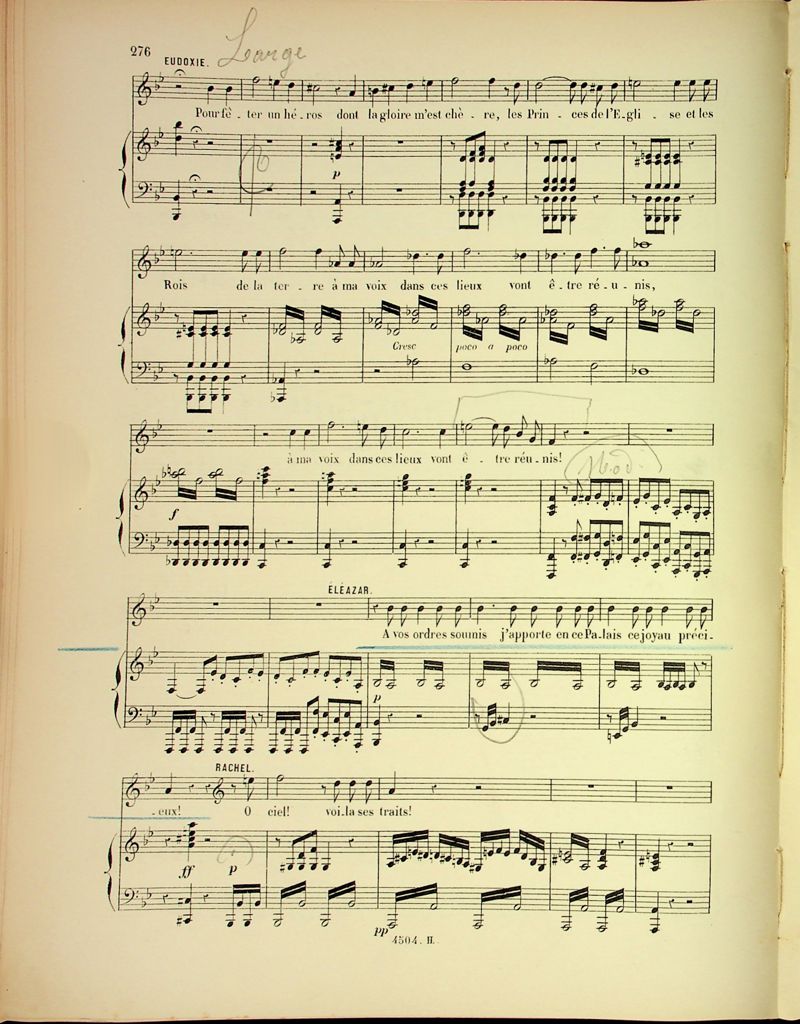 276
EUDOXIE. Large
Pour fê - ter un hé - ros dont la gloire m'est chè - re, les Prin - ces de l'E - gli - se et les
p
Rois de la ter - re à ma voix dans ces lieux vont ê - tre ré - u - nis,
Cresc poco a poco
à ma voix dans ces lieux vont ê - tre réu - nis!
Mod.
f
ÉLÉAZAR.
A vos ordres soumis j'apporte en ce Pa - lais ce joyau préci -
p
RACHEL.
- eux! O ciel! voi - la ses traits!
ff p
pp
4504. H.